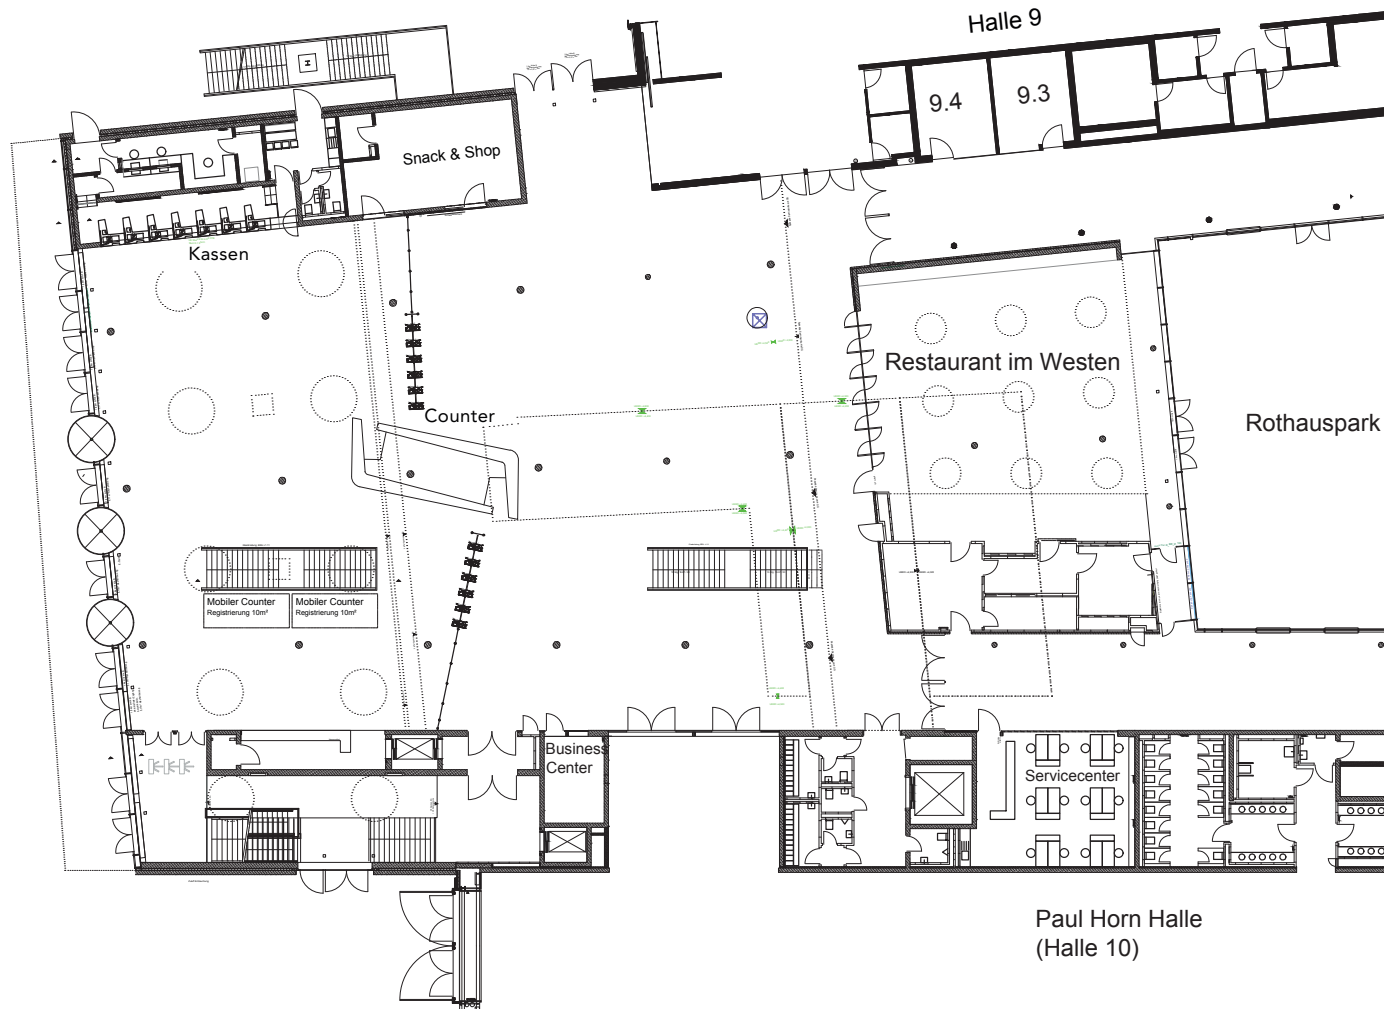 Halle 9
9.4
9.3
Snack & Shop
Kassen
Restaurant im Westen
Counter
Rothauspark
Mobiler Counter
Registrierung 10m²
Mobiler Counter
Registrierung 10m²
Business
Center
Servicecenter
Paul Horn Halle
(Halle 10)